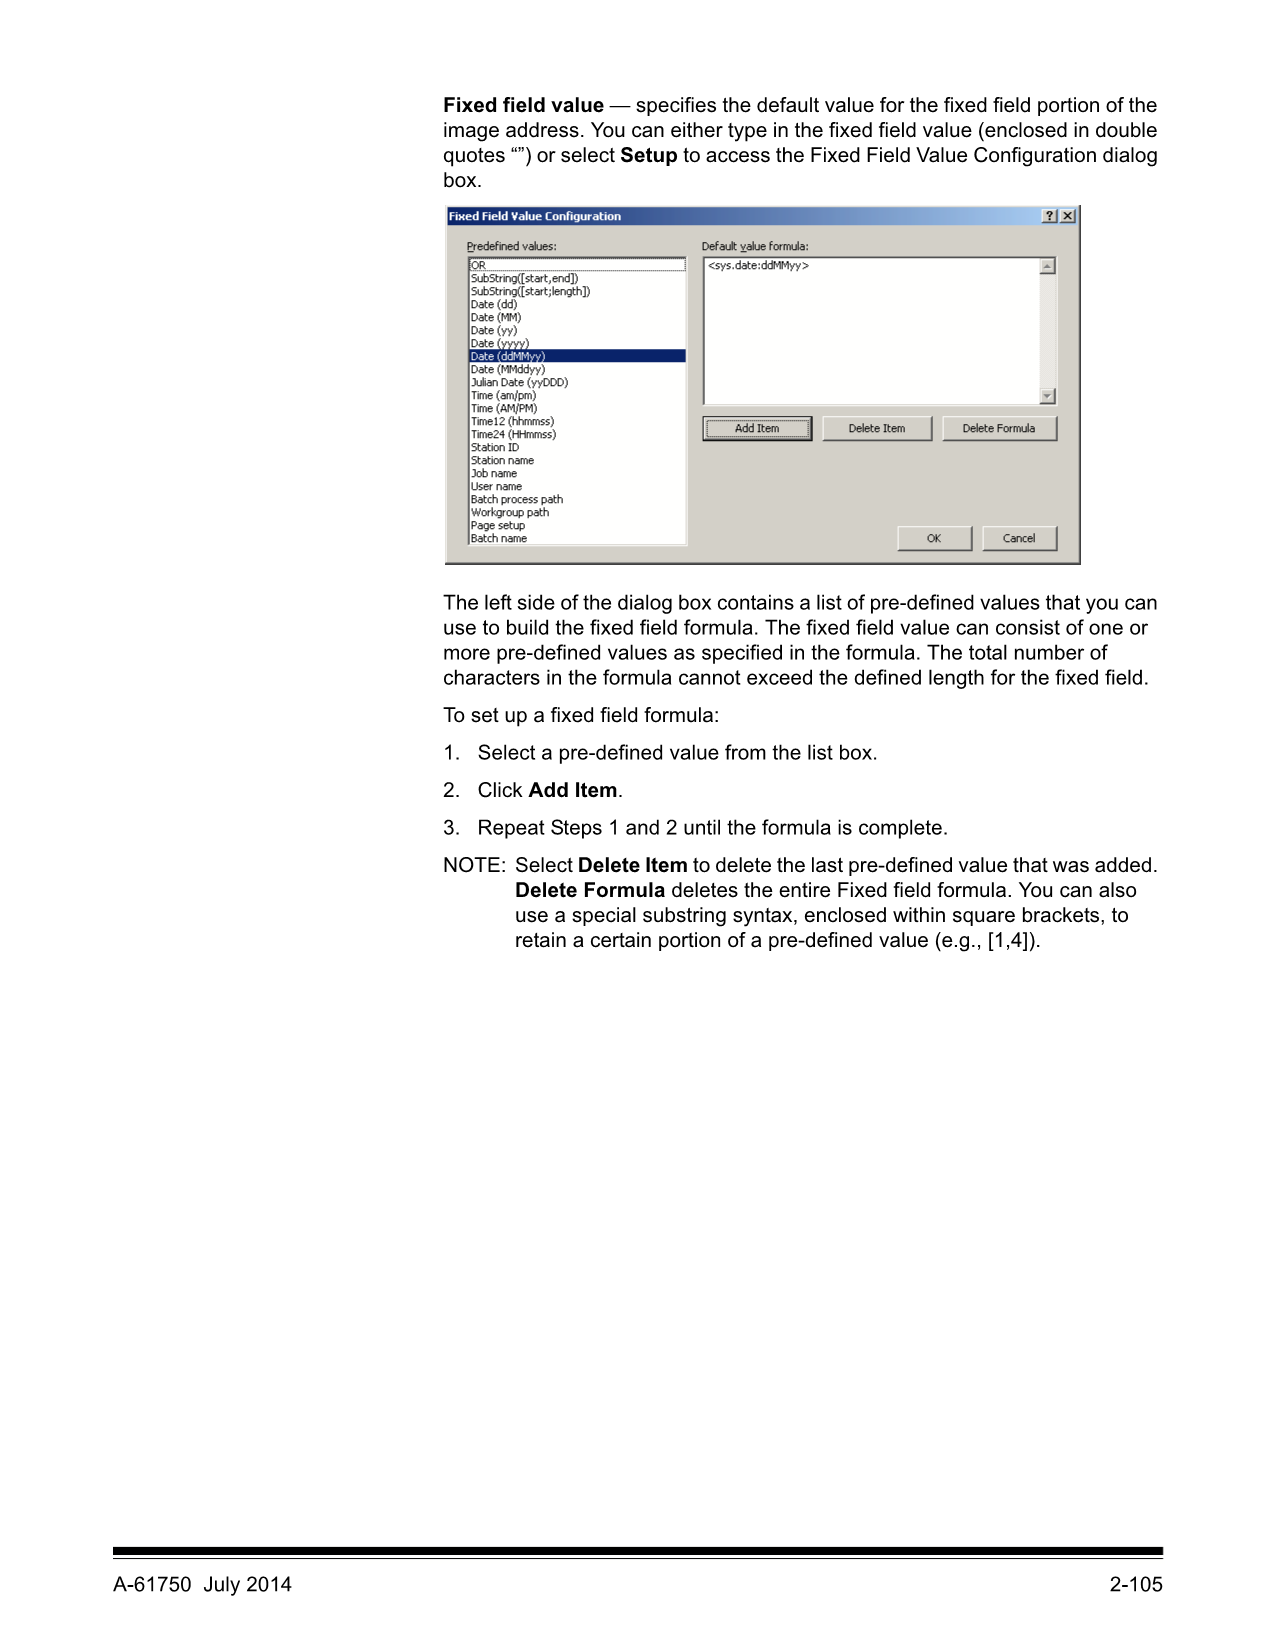 Fixed field value — specifies the default value for the fixed field portion of the
image address. You can either type in the fixed field value (enclosed in double
quotes “”) or select Setup to access the Fixed Field Value Configuration dialog
box.
Fixed Field Value Configuration
Predefined values:
OR
SubString([start,end])
SubString([start;length])
Date (dd)
Date (MM)
Date (yy)
Date (yyyy)
Date (ddMMyy)
Date (MMddyy)
Julian Date (yyDDD)
Time (am/pm)
Time (AM/PM)
Time12 (hhmmss)
Time24 (HHmmss)
Station ID
Station name
Job name
User name
Batch process path
Workgroup path
Page setup
Batch name
Default value formula:
<sys.date:ddMMyy>
Add Item Delete Item Delete Formula
OK Cancel
The left side of the dialog box contains a list of pre-defined values that you can
use to build the fixed field formula. The fixed field value can consist of one or
more pre-defined values as specified in the formula. The total number of
characters in the formula cannot exceed the defined length for the fixed field.
To set up a fixed field formula:
1. Select a pre-defined value from the list box.
2. Click Add Item.
3. Repeat Steps 1 and 2 until the formula is complete.
NOTE: Select Delete Item to delete the last pre-defined value that was added.
Delete Formula deletes the entire Fixed field formula. You can also
use a special substring syntax, enclosed within square brackets, to
retain a certain portion of a pre-defined value (e.g., [1,4]).
A-61750 July 2014 2-105